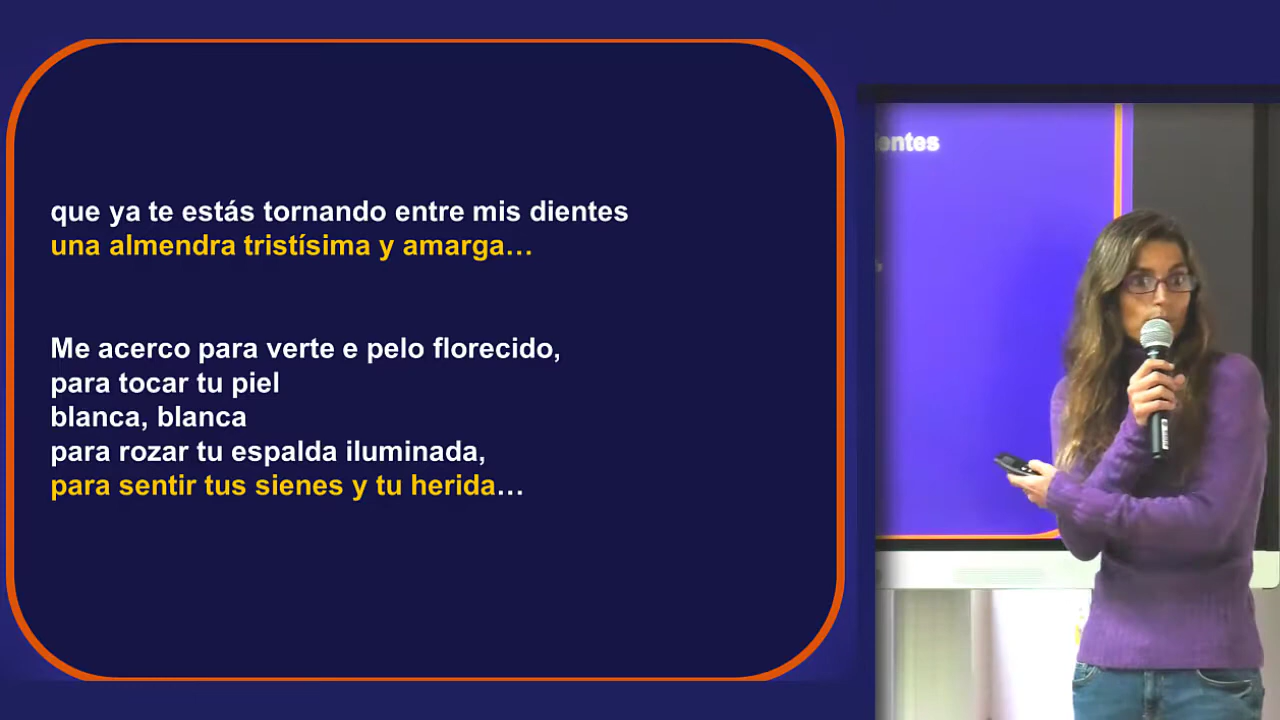 que ya te estás tornando entre mis dientes
una almendra tristísima y amarga…
Me acerco para verte e pelo florecido,
para tocar tu piel
blanca, blanca
para rozar tu espalda iluminada,
para sentir tus sienes y tu herida…
entes